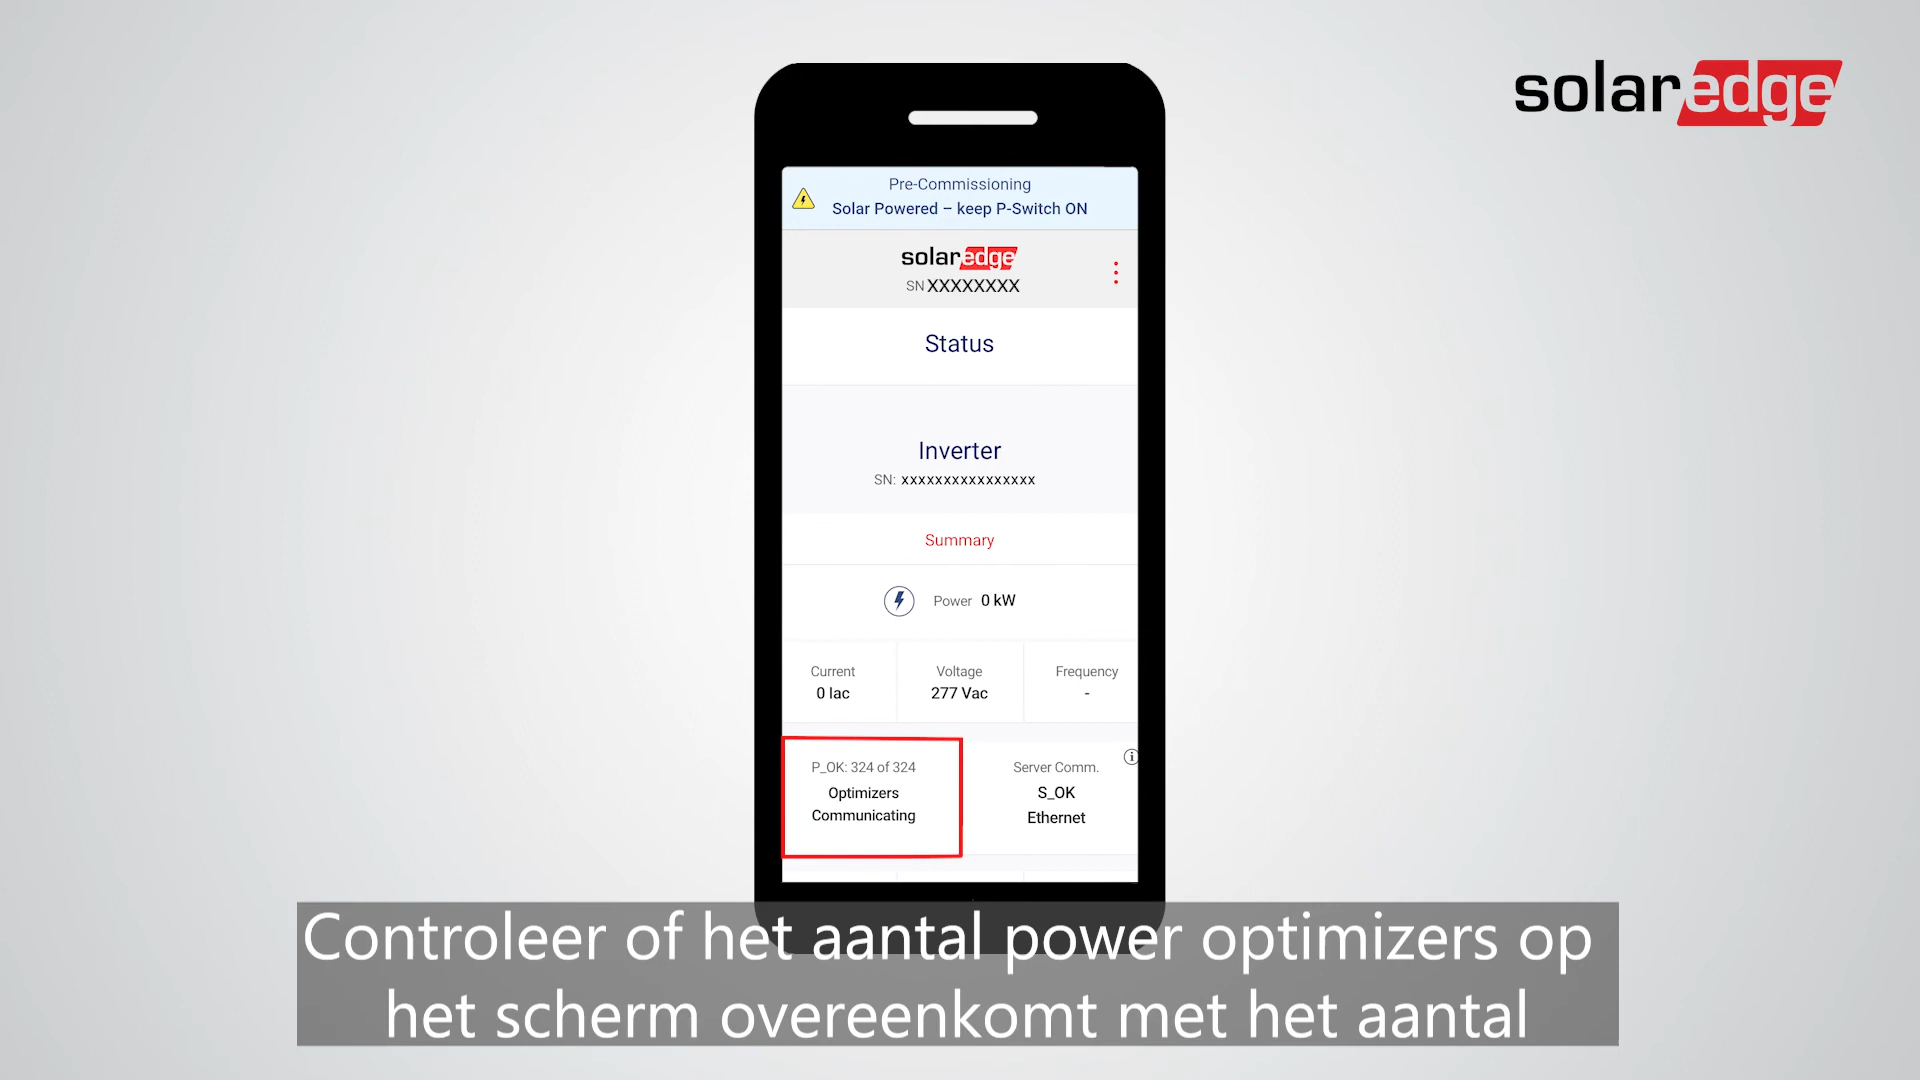 solaredge
Pre-Commissioning
Solar Powered – keep P-Switch ON
solaredge
SN XXXXXXXX
Status
Inverter
SN: xxxxxxxxxxxxxxxx
Summary
Power 0 kW
Current Voltage Frequency
0 Iac 277 Vac -
P_OK: 324 of 324
Optimizers
Communicating
Server Comm.
S_OK
Ethernet
Controleer of het aantal power optimizers op
het scherm overeenkomt met het aantal